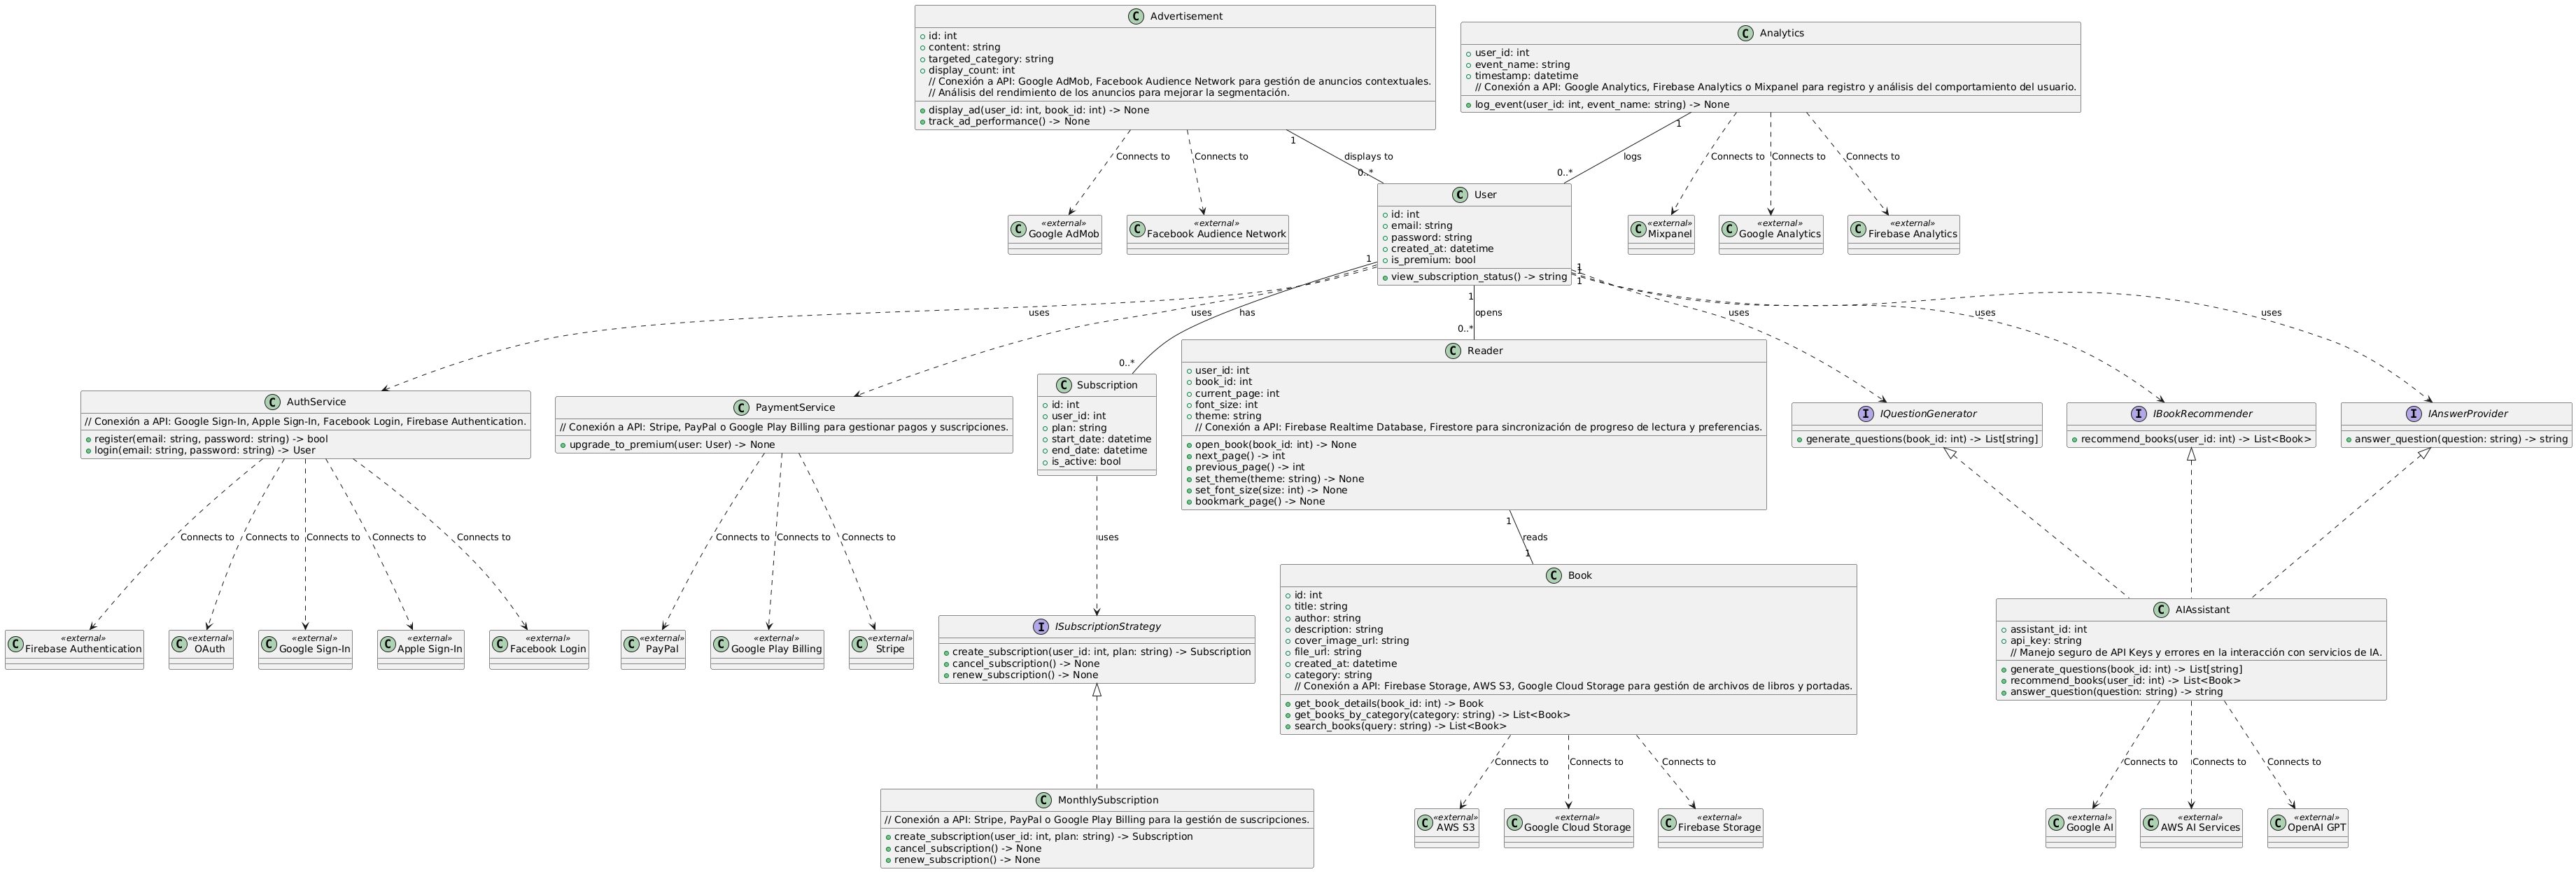 Advertisement
id: int
content: string
targeted_category: string
display_count: int
// Conexión a API: Google AdMob, Facebook Audience Network para gestión de anuncios contextuales.
// Análisis del rendimiento de los anuncios para mejorar la segmentación.
display_ad(user_id: int, book_id: int) -> None
track_ad_performance() -> None
Analytics
user_id: int
event_name: string
timestamp: datetime
// Conexión a API: Google Analytics, Firebase Analytics o Mixpanel para registro y análisis del comportamiento del usuario.
log_event(user_id: int, event_name: string) -> None
Connects to
Connects to
1
displays to
0..*
1
logs
0..*
Connects to
Connects to
Connects to
«external»
Google AdMob
«external»
Facebook Audience Network
User
id: int
email: string
password: string
created_at: datetime
is_premium: bool
view_subscription_status() -> string
«external»
Mixpanel
«external»
Google Analytics
«external»
Firebase Analytics
uses
uses
1
has
0..*
1
opens
0..*
1
1
1
uses
uses
uses
AuthService
// Conexión a API: Google Sign-In, Apple Sign-In, Facebook Login, Firebase Authentication.
register(email: string, password: string) -> bool
login(email: string, password: string) -> User
PaymentService
// Conexión a API: Stripe, PayPal o Google Play Billing para gestionar pagos y suscripciones.
upgrade_to_premium(user: User) -> None
Subscription
id: int
user_id: int
plan: string
start_date: datetime
end_date: datetime
is_active: bool
Reader
user_id: int
book_id: int
current_page: int
font_size: int
theme: string
// Conexión a API: Firebase Realtime Database, Firestore para sincronización de progreso de lectura y preferencias.
open_book(book_id: int) -> None
next_page() -> int
previous_page() -> int
set_theme(theme: string) -> None
set_font_size(size: int) -> None
bookmark_page() -> None
IQuestionGenerator
generate_questions(book_id: int) -> List[string]
IBookRecommender
recommend_books(user_id: int) -> List<Book>
IAnswerProvider
answer_question(question: string) -> string
Connects to
Connects to
Connects to
Connects to
Connects to
Connects to
Connects to
Connects to
uses
1
reads
1
«external»
Firebase Authentication
«external»
OAuth
«external»
Google Sign-In
«external»
Apple Sign-In
«external»
Facebook Login
«external»
PayPal
«external»
Google Play Billing
«external»
Stripe
ISubscriptionStrategy
create_subscription(user_id: int, plan: string) -> Subscription
cancel_subscription() -> None
renew_subscription() -> None
Book
id: int
title: string
author: string
description: string
cover_image_url: string
file_url: string
created_at: datetime
category: string
// Conexión a API: Firebase Storage, AWS S3, Google Cloud Storage para gestión de archivos de libros y portadas.
get_book_details(book_id: int) -> Book
get_books_by_category(category: string) -> List<Book>
search_books(query: string) -> List<Book>
AIAssistant
assistant_id: int
api_key: string
// Manejo seguro de API Keys y errores en la interacción con servicios de IA.
generate_questions(book_id: int) -> List[string]
recommend_books(user_id: int) -> List<Book>
answer_question(question: string) -> string
Connects to
Connects to
Connects to
Connects to
Connects to
Connects to
MonthlySubscription
// Conexión a API: Stripe, PayPal o Google Play Billing para la gestión de suscripciones.
create_subscription(user_id: int, plan: string) -> Subscription
cancel_subscription() -> None
renew_subscription() -> None
«external»
AWS S3
«external»
Google Cloud Storage
«external»
Firebase Storage
«external»
Google AI
«external»
AWS AI Services
«external»
OpenAI GPT